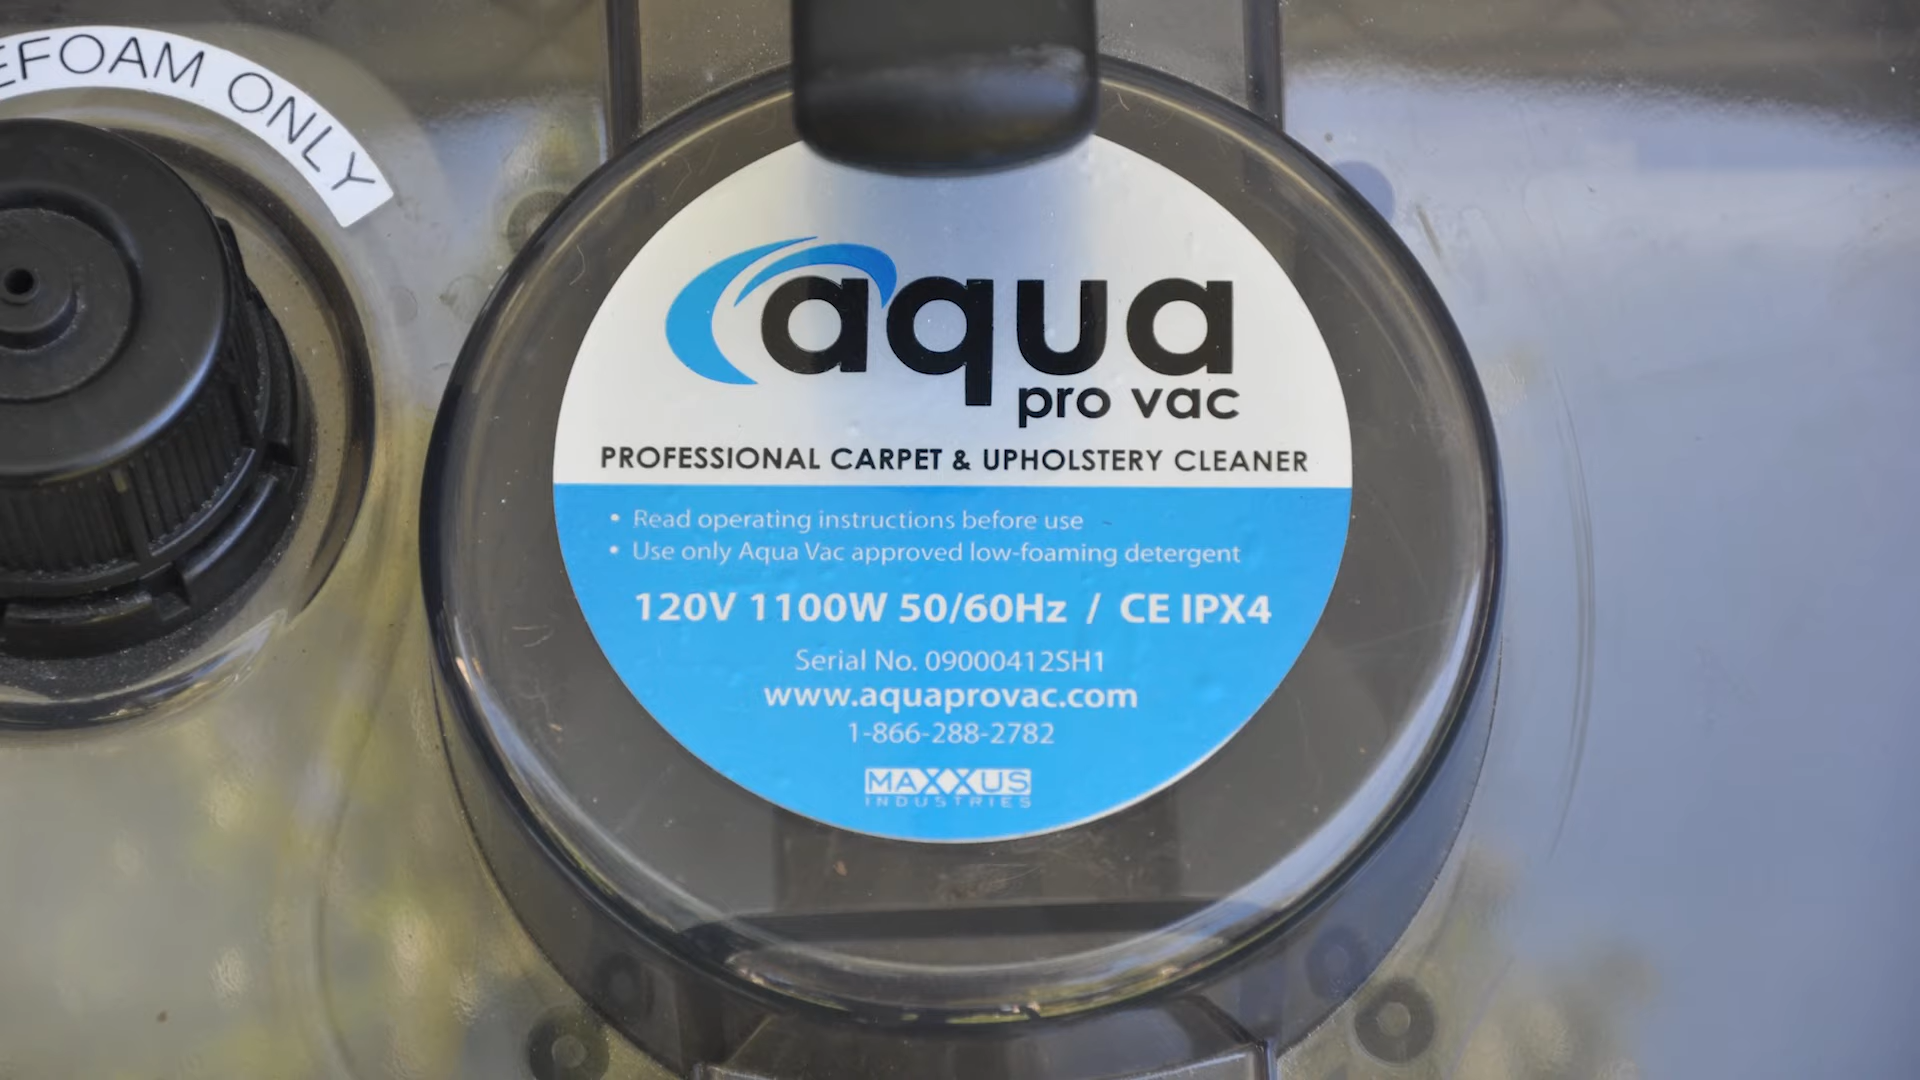 EFOAM ONLY
aqua
pro vac
PROFESSIONAL CARPET & UPHOLSTERY CLEANER
• Read operating instructions before use
• Use only Aqua Vac approved low-foaming detergent
120V 1100W 50/60Hz / CE IPX4
Serial No. 09000412SH1
www.aquaprovac.com
1-866-288-2782
MAXXUS
INDUSTRIES